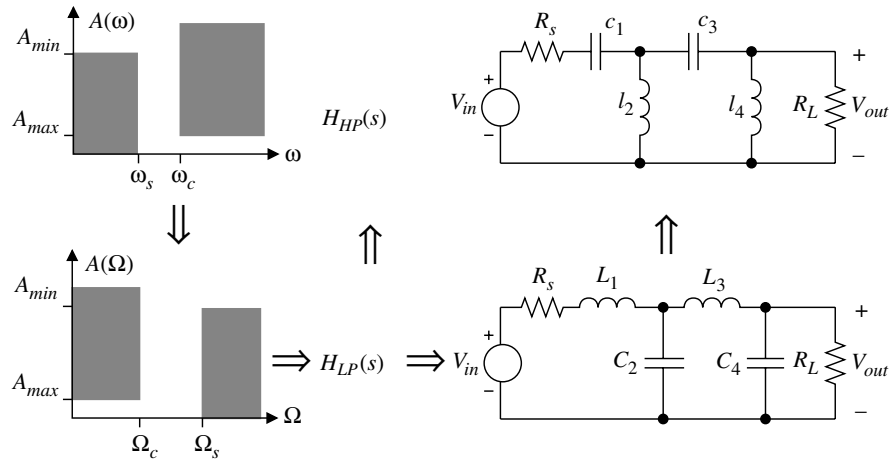 A(ω)
A_min
A_max
ω_s
ω_c
ω
H_HP(s)
R_s
c_1
c_3
+
V_in
−
l_2
l_4
R_L
+
V_out
−
A(Ω)
A_min
A_max
Ω_c
Ω_s
Ω
H_LP(s)
R_s
L_1
L_3
+
V_in
−
C_2
C_4
R_L
+
V_out
−